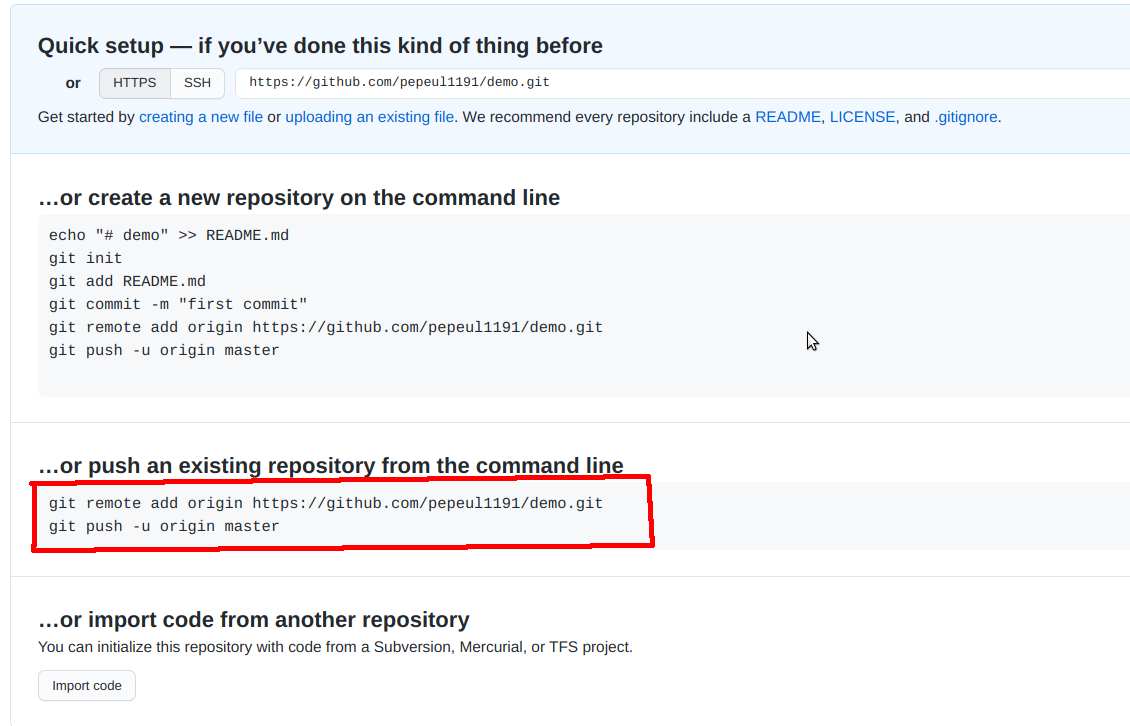 Quick setup — if you’ve done this kind of thing before
or HTTPS SSH https://github.com/pepeul1191/demo.git
Get started by creating a new file or uploading an existing file. We recommend every repository include a README, LICENSE, and .gitignore.
…or create a new repository on the command line
echo "# demo" >> README.md
git init
git add README.md
git commit -m "first commit"
git remote add origin https://github.com/pepeul1191/demo.git
git push -u origin master
…or push an existing repository from the command line
git remote add origin https://github.com/pepeul1191/demo.git
git push -u origin master
…or import code from another repository
You can initialize this repository with code from a Subversion, Mercurial, or TFS project.
Import code